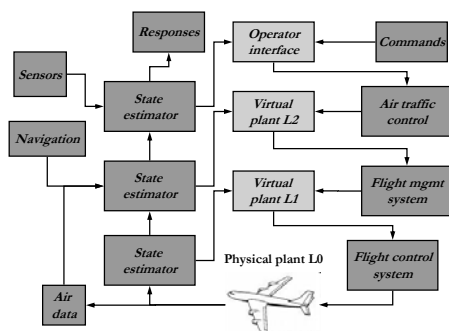 Responses
Operator
interface
Commands
Sensors
State
estimator
Virtual
plant L2
Air traffic
control
Navigation
State
estimator
Virtual
plant L1
Flight mgmt
system
State
estimator
Physical plant L0
Flight control
system
Air
data